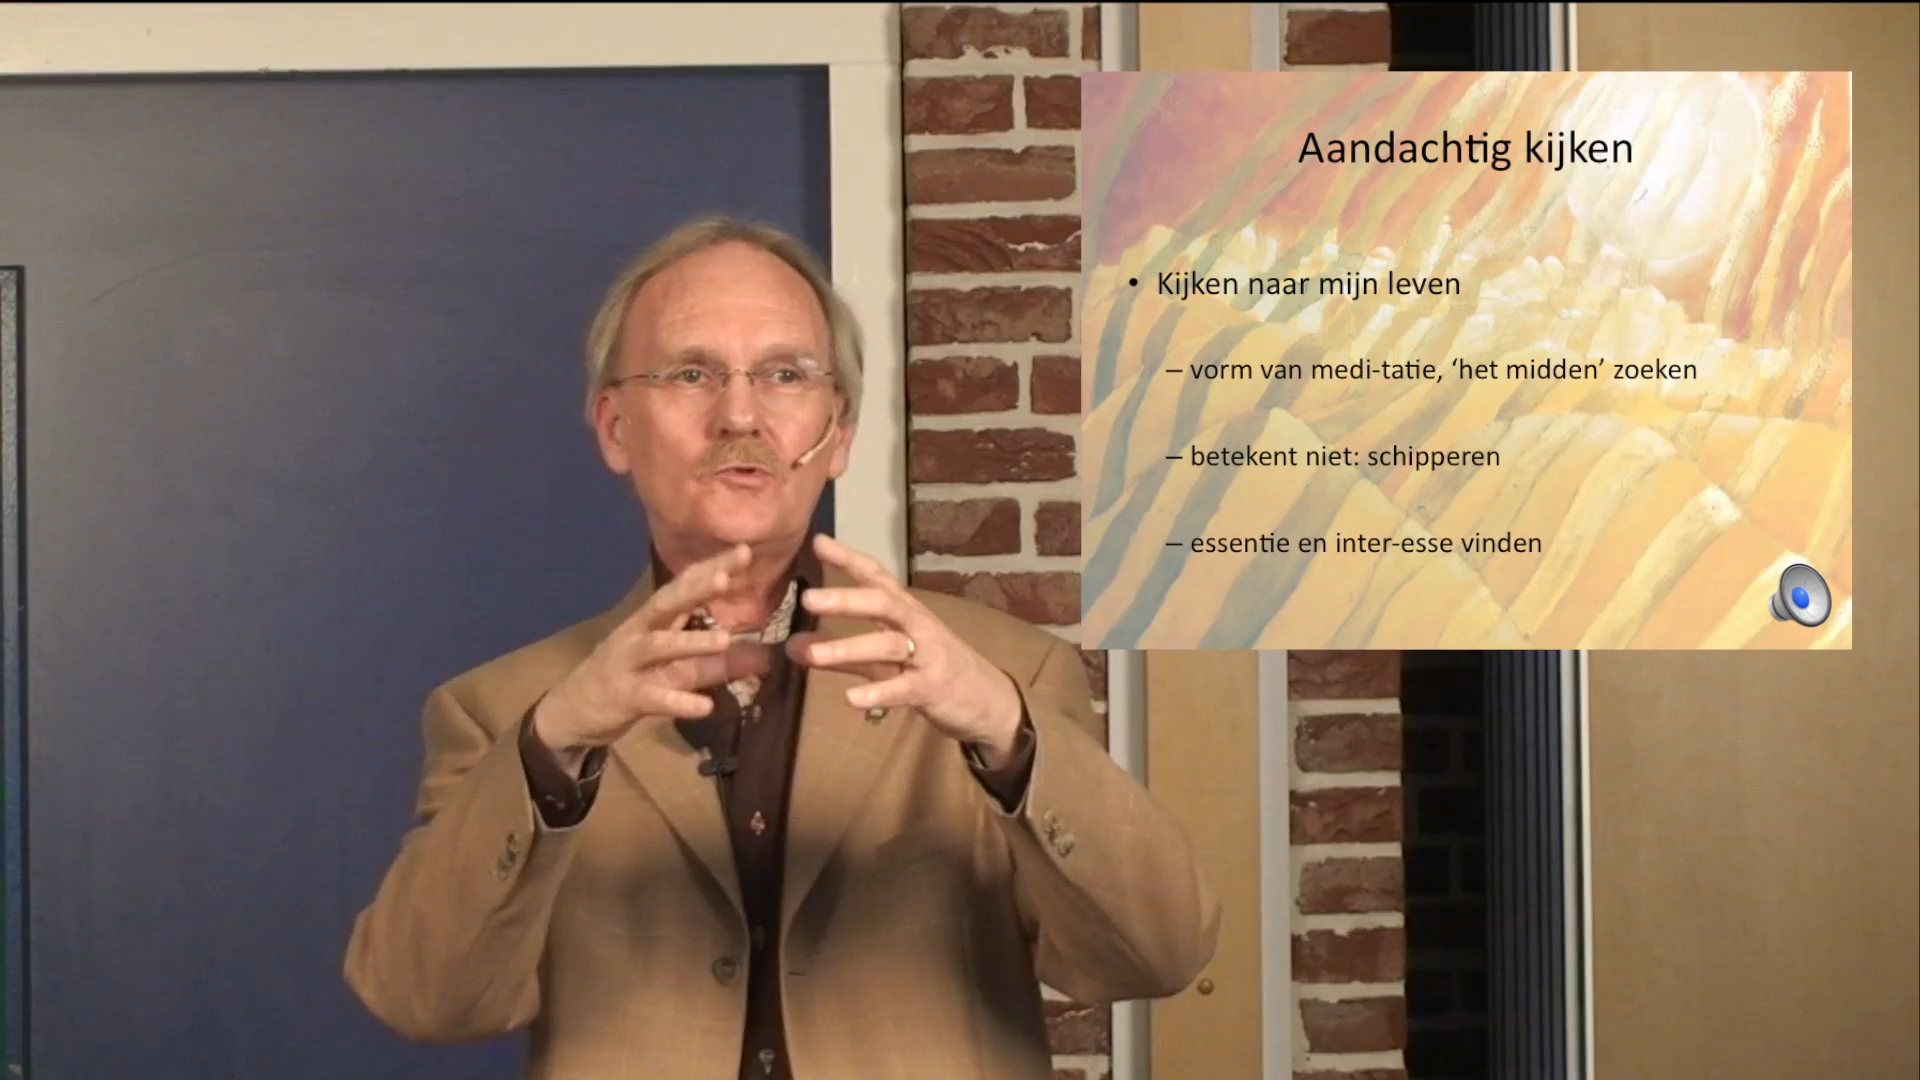 Aandachtig kijken
• Kijken naar mijn leven
– vorm van medi-tatie, ‘het midden’ zoeken
– betekent niet: schipperen
– essentie en inter-esse vinden